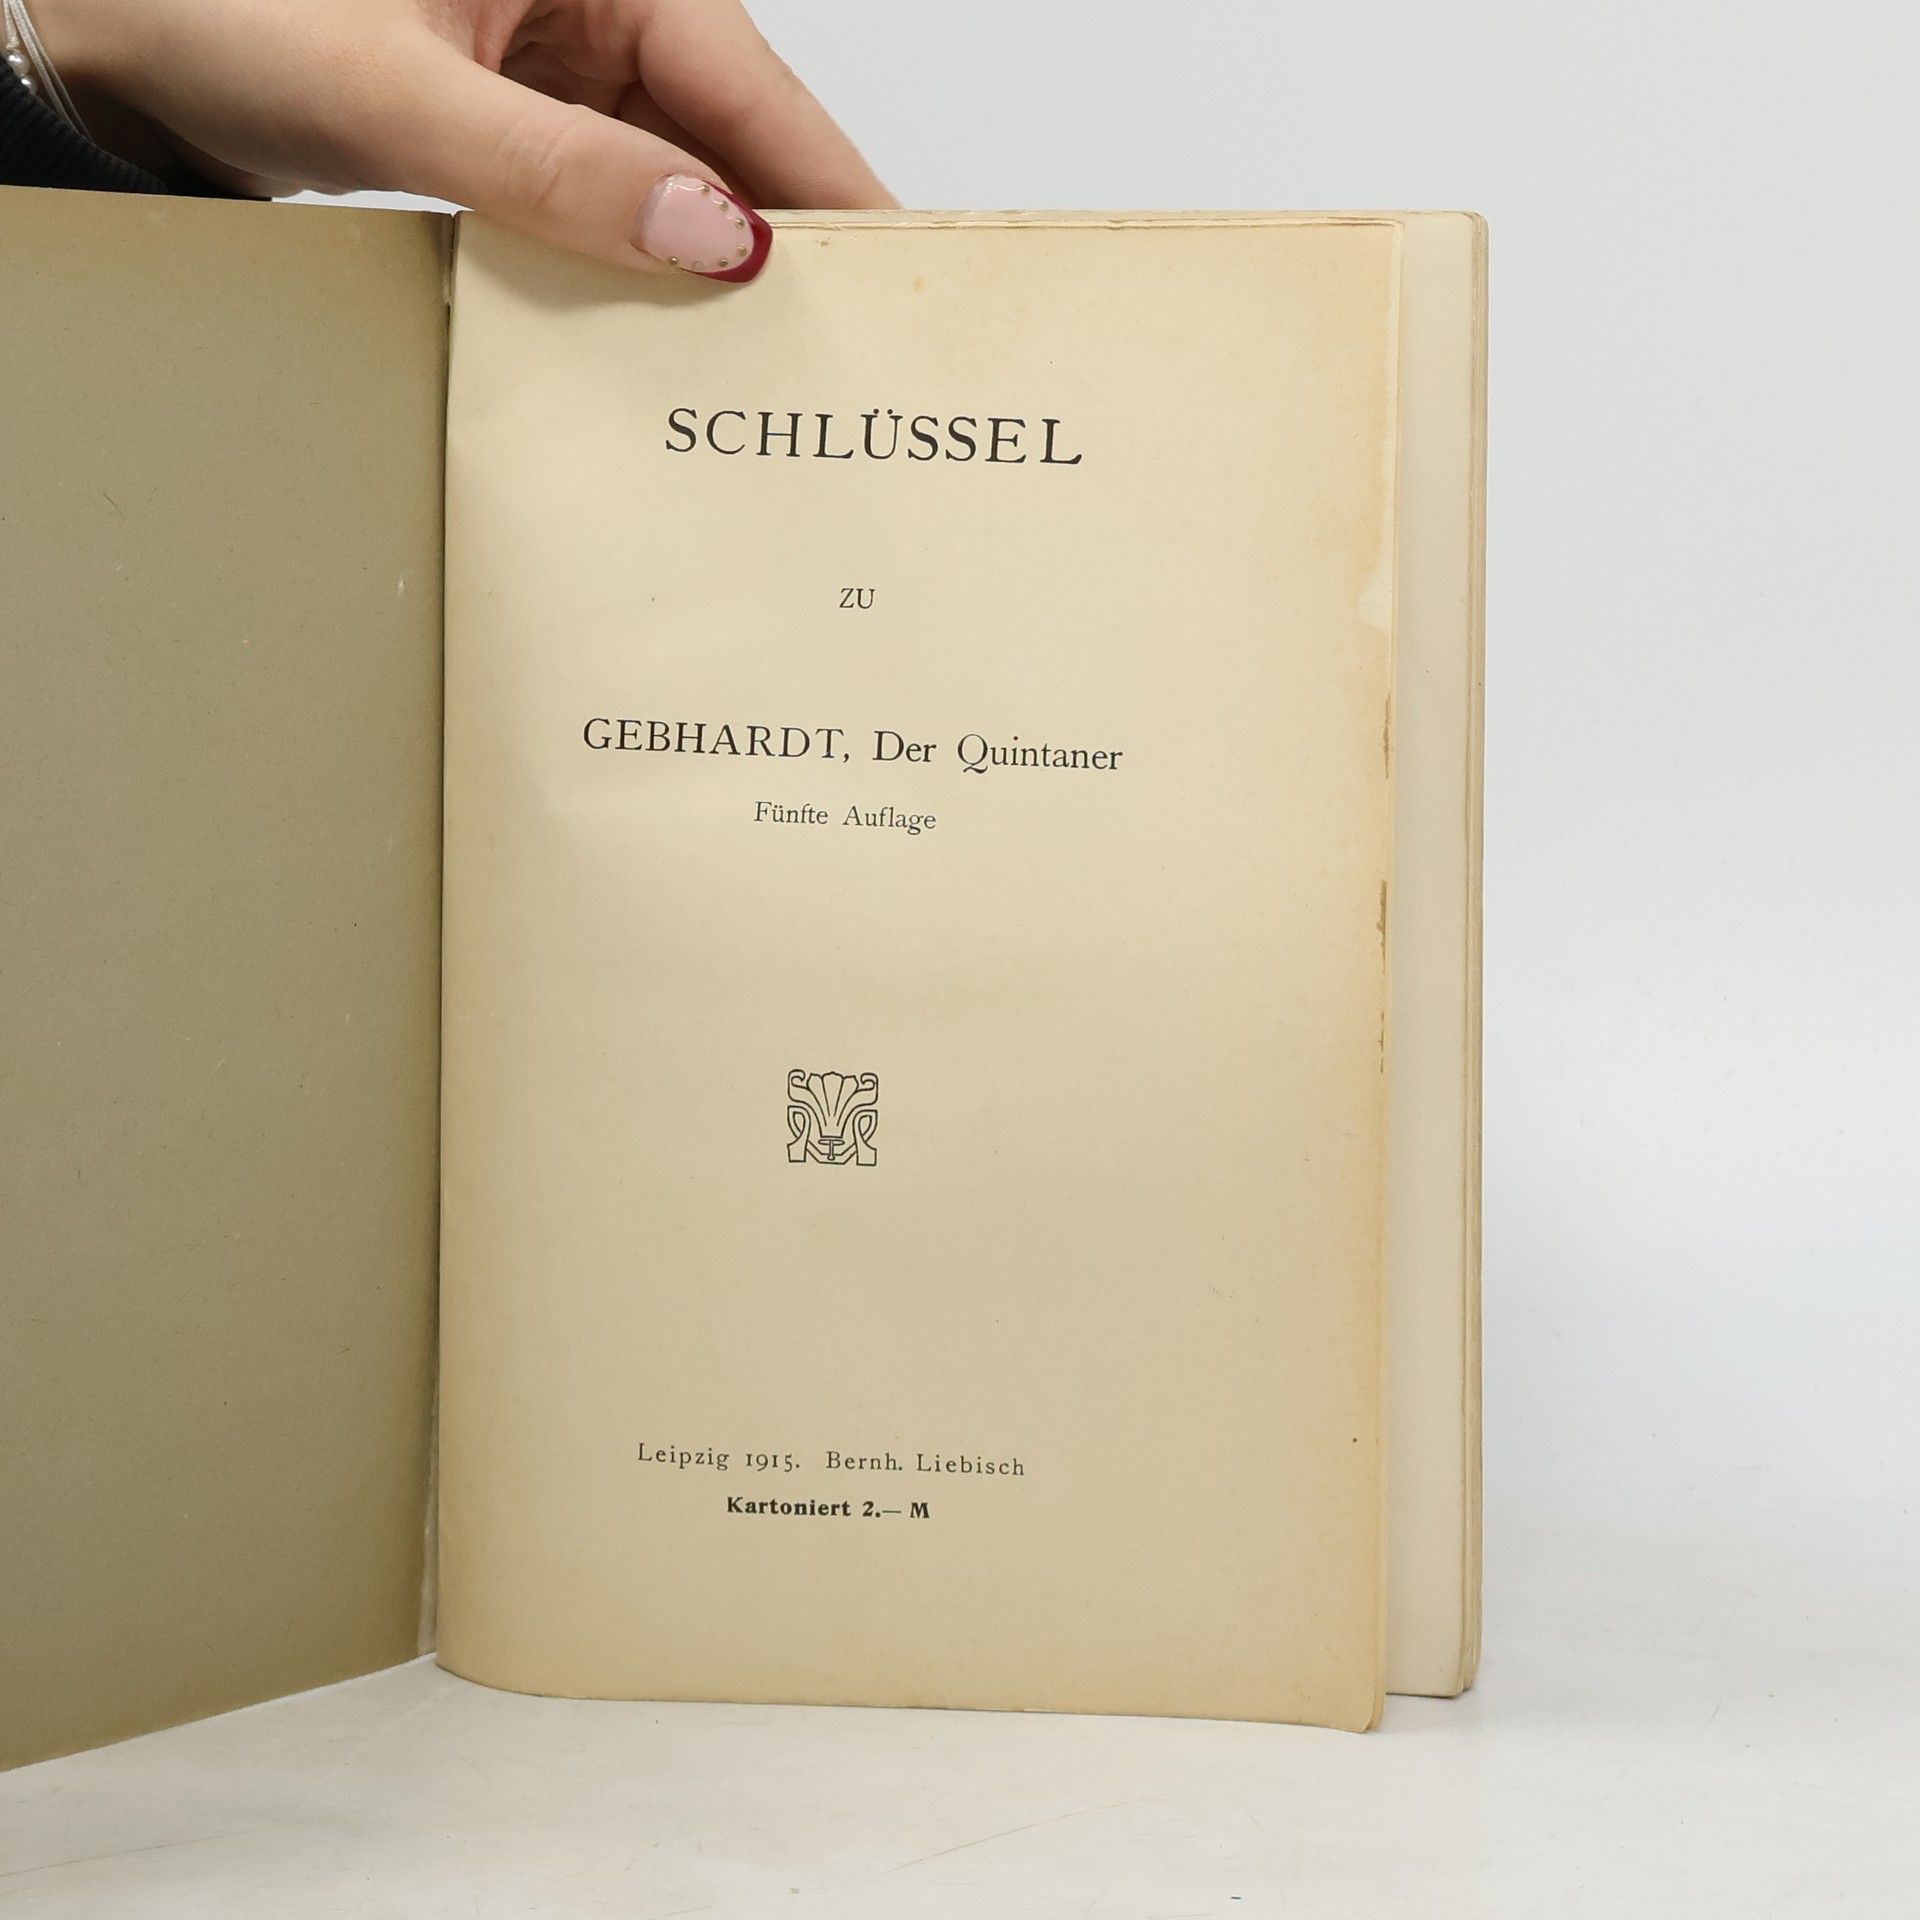 SCHLÜSSEL
ZU
GEBHARDT, Der Quintaner
Fünfte Auflage
Leipzig 1915. Bernh. Liebisch
Kartoniert 2.— M